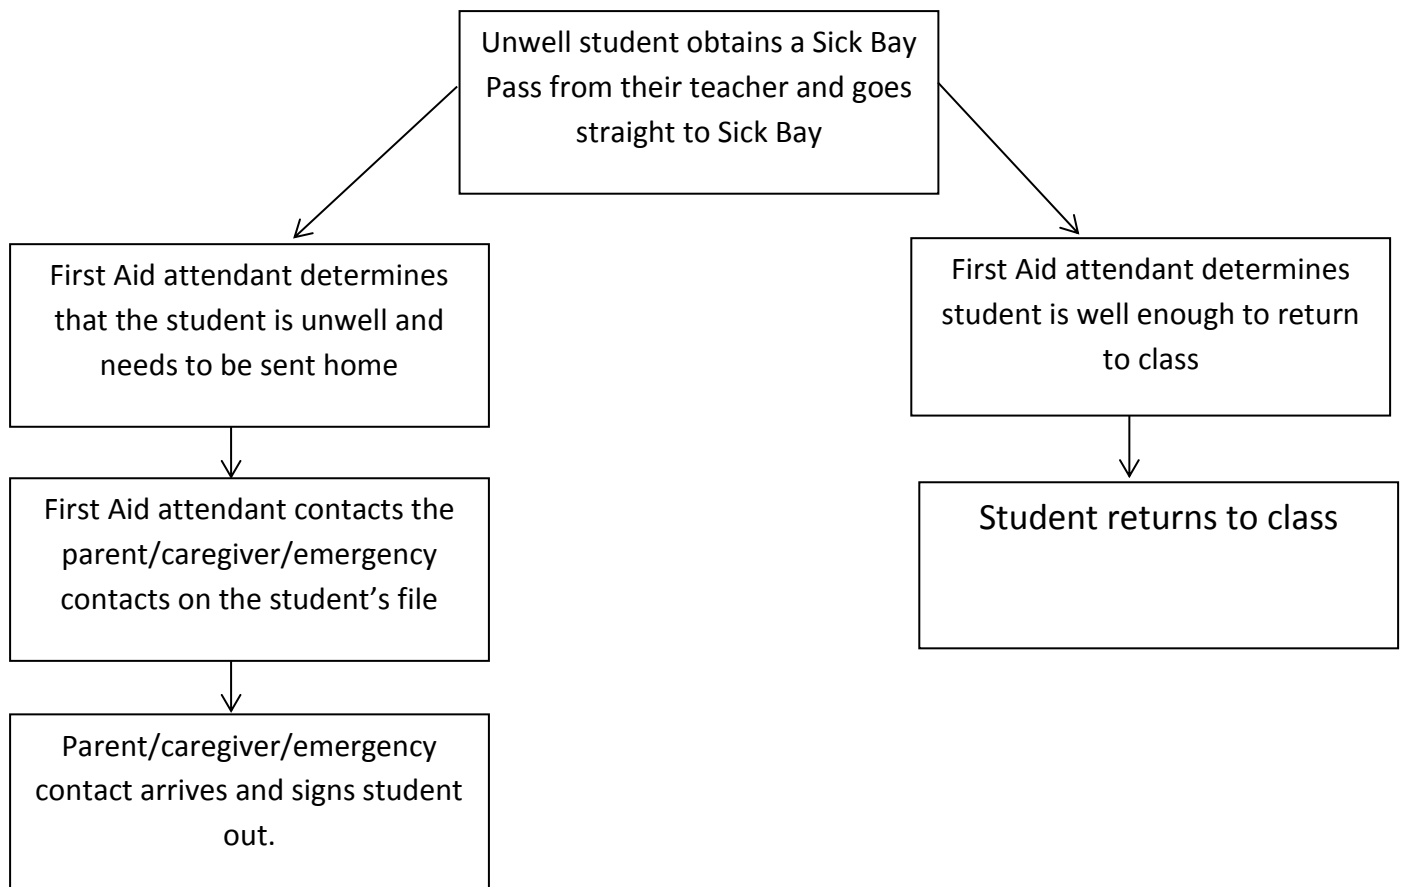 Unwell student obtains a Sick Bay
Pass from their teacher and goes
straight to Sick Bay
First Aid attendant determines
that the student is unwell and
needs to be sent home
First Aid attendant contacts the
parent/caregiver/emergency
contacts on the student’s file
Parent/caregiver/emergency
contact arrives and signs student
out.
First Aid attendant determines
student is well enough to return
to class
Student returns to class